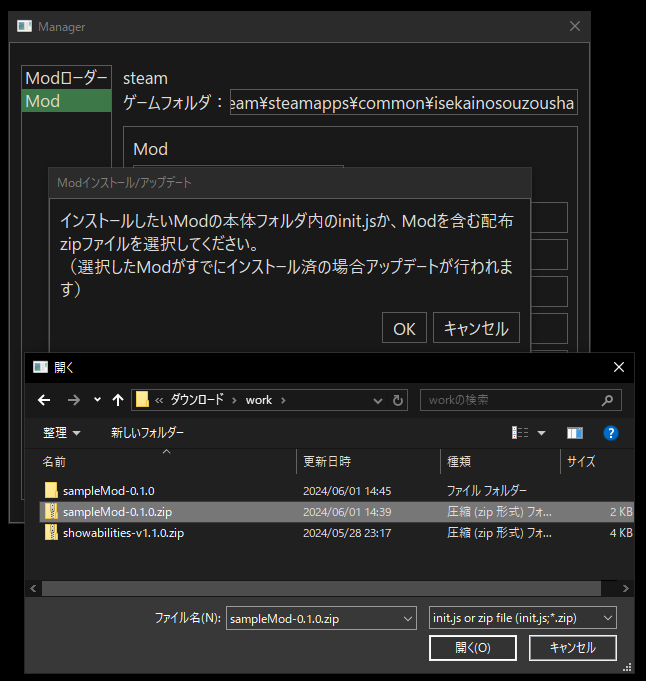 Manager
Modローダー
Mod
steam
ゲームフォルダ：
eam¥steamapps¥common¥isekainosouzousha
Mod
Modインストール/アップデート
インストールしたいModの本体フォルダ内のinit.jsか、Modを含む配布
zipファイルを選択してください。
（選択したModがすでにインストール済の場合アップデートが行われま
す）
OK
キャンセル
開く
« ダウンロード › work ›
workの検索
整理
新しいフォルダー
名前
更新日時
種類
サイズ
sampleMod-0.1.0
2024/06/01 14:45
ファイル フォルダー
sampleMod-0.1.0.zip
2024/06/01 14:39
圧縮 (zip 形式) フォ...
2 KB
showabilities-v1.1.0.zip
2024/05/28 23:17
圧縮 (zip 形式) フォ...
4 KB
ファイル名(N):
sampleMod-0.1.0.zip
init.js or zip file (init.js;*.zip)
開く(O)
キャンセル